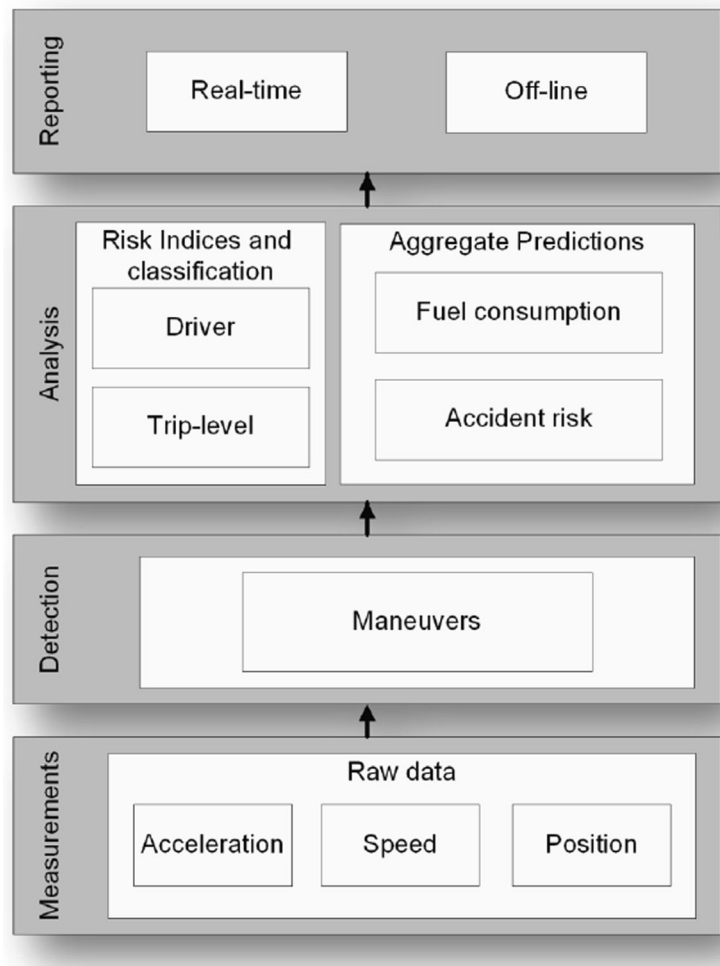 Reporting
Real-time
Off-line
Analysis
Risk Indices and
classification
Driver
Trip-level
Aggregate Predictions
Fuel consumption
Accident risk
Detection
Maneuvers
Measurements
Raw data
Acceleration
Speed
Position